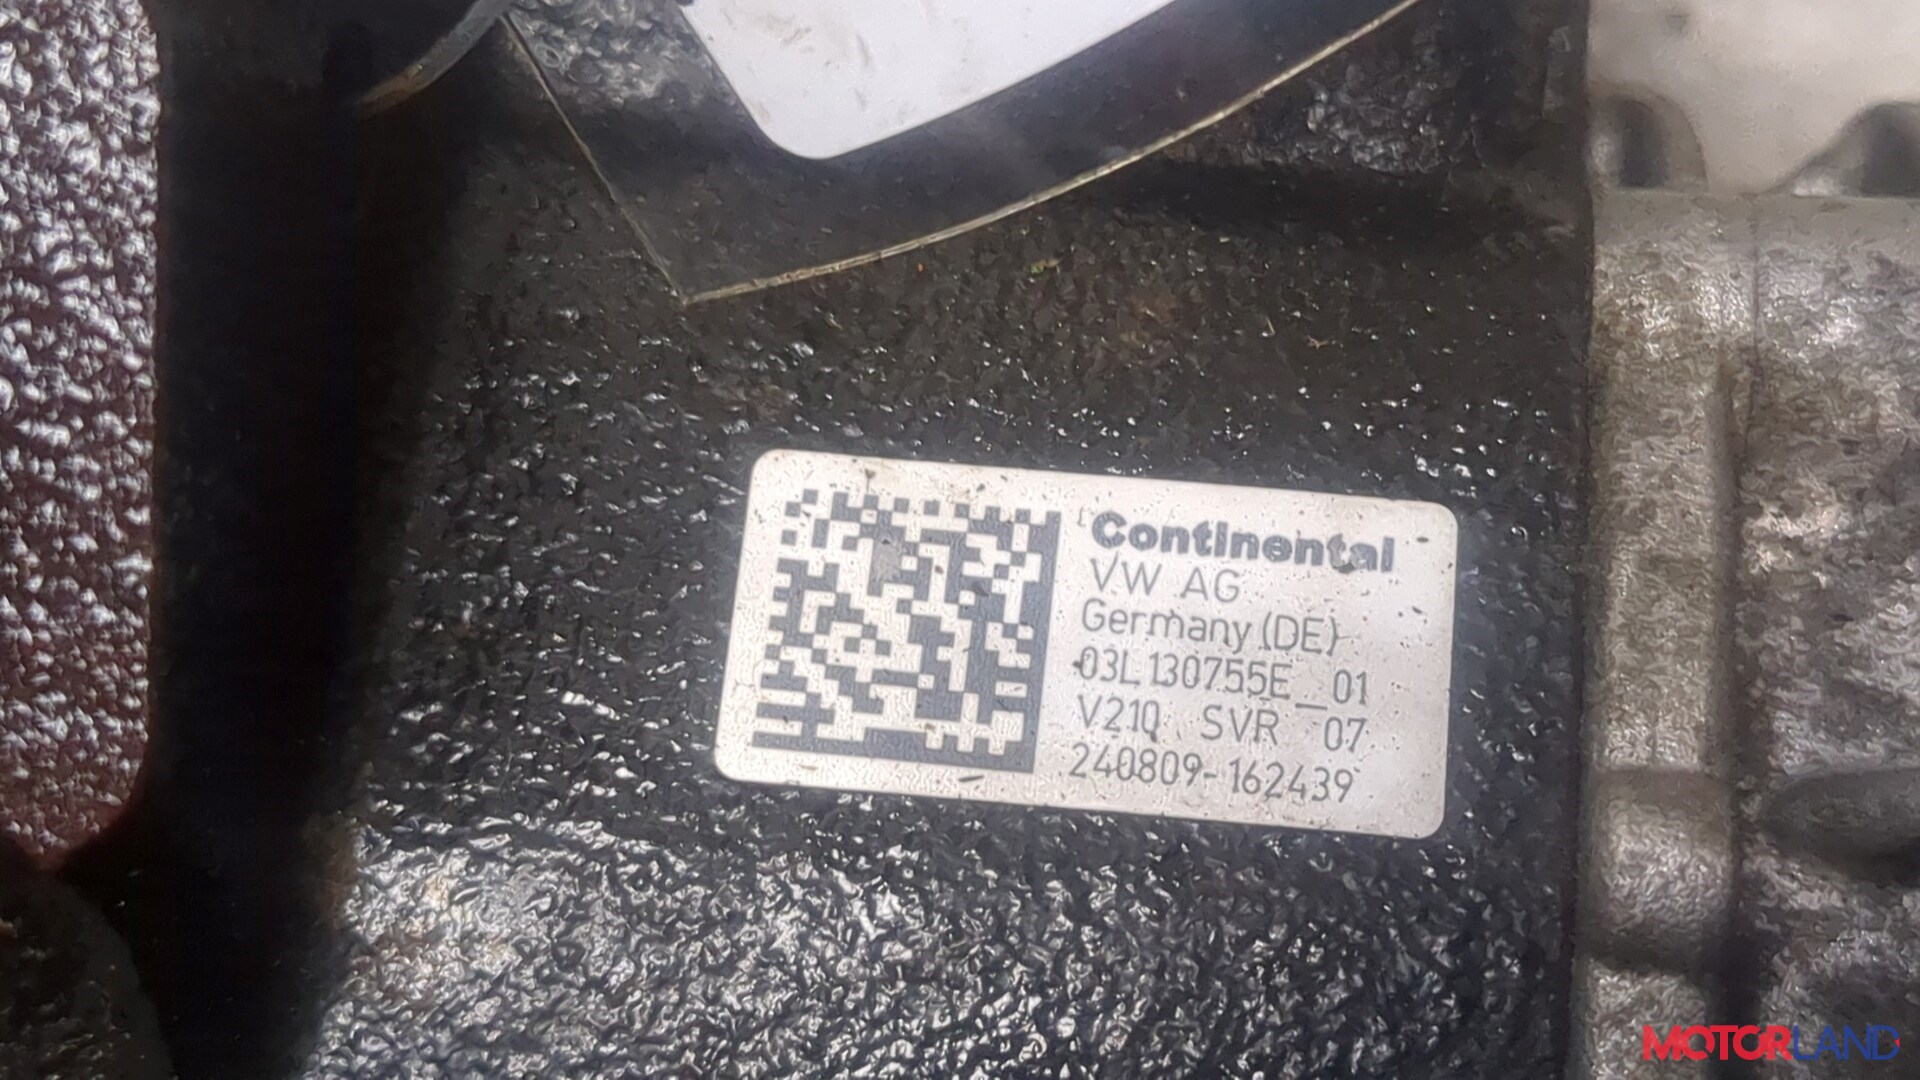 Continental
VW AG
Germany (DE)
03L130755E_01
V210 SVR 07
240809-162439
MOTORLAND